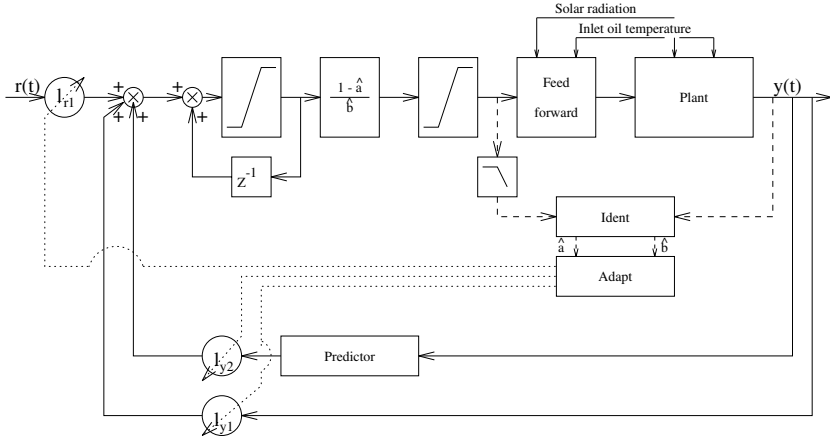 Solar radiation
Inlet oil temperature
r(t)
l_r1
+
+
+
+
+
+
1 - â
b̂
Feed
forward
Plant
y(t)
Z^-1
Ident
â
b̂
Adapt
l_y2
Predictor
l_y1